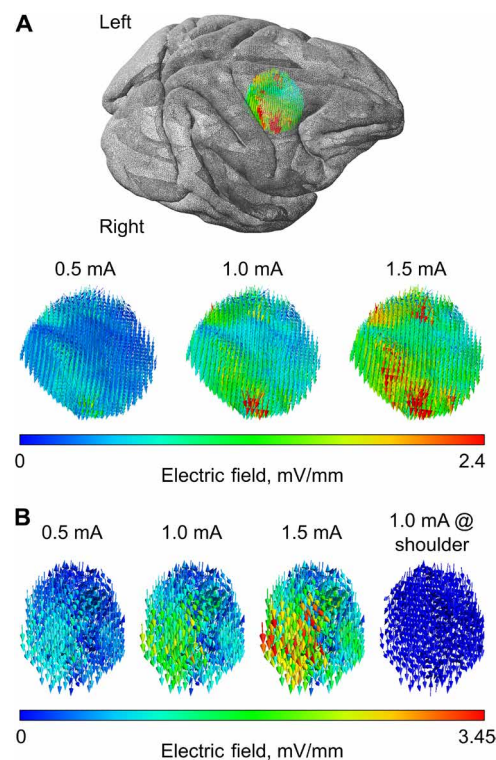 A
Left
Right
0.5 mA
1.0 mA
1.5 mA
0
2.4
Electric field, mV/mm
B
0.5 mA
1.0 mA
1.5 mA
1.0 mA @
shoulder
0
3.45
Electric field, mV/mm